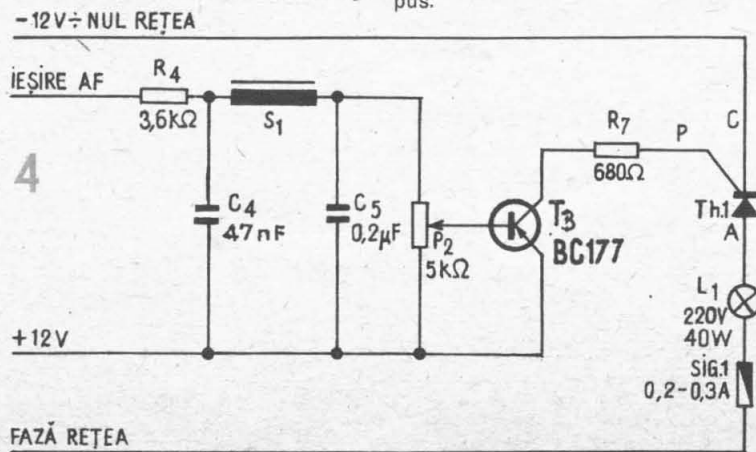 pus.
-12V÷NUL REȚEA
IEȘIRE AF
R4
3,6kΩ
S1
R7
680Ω
P
C
4
C4
47nF
C5
0,2µF
P2
5kΩ
T3
BC177
Th.1
A
L1
220V
40W
+12V
SIG.1
0,2-0,3A
FAZĂ REȚEA